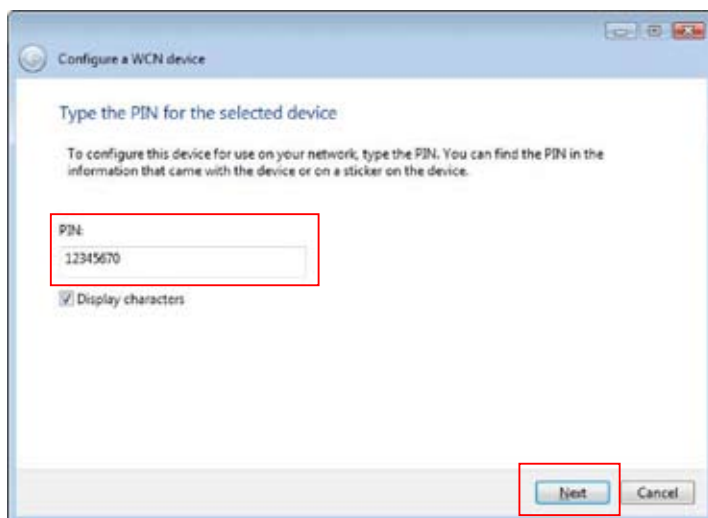 Configure a WCN device
Type the PIN for the selected device
To configure this device for use on your network, type the PIN. You can find the PIN in the
information that came with the device or on a sticker on the device.
PIN:
12345670
Display characters
Next Cancel